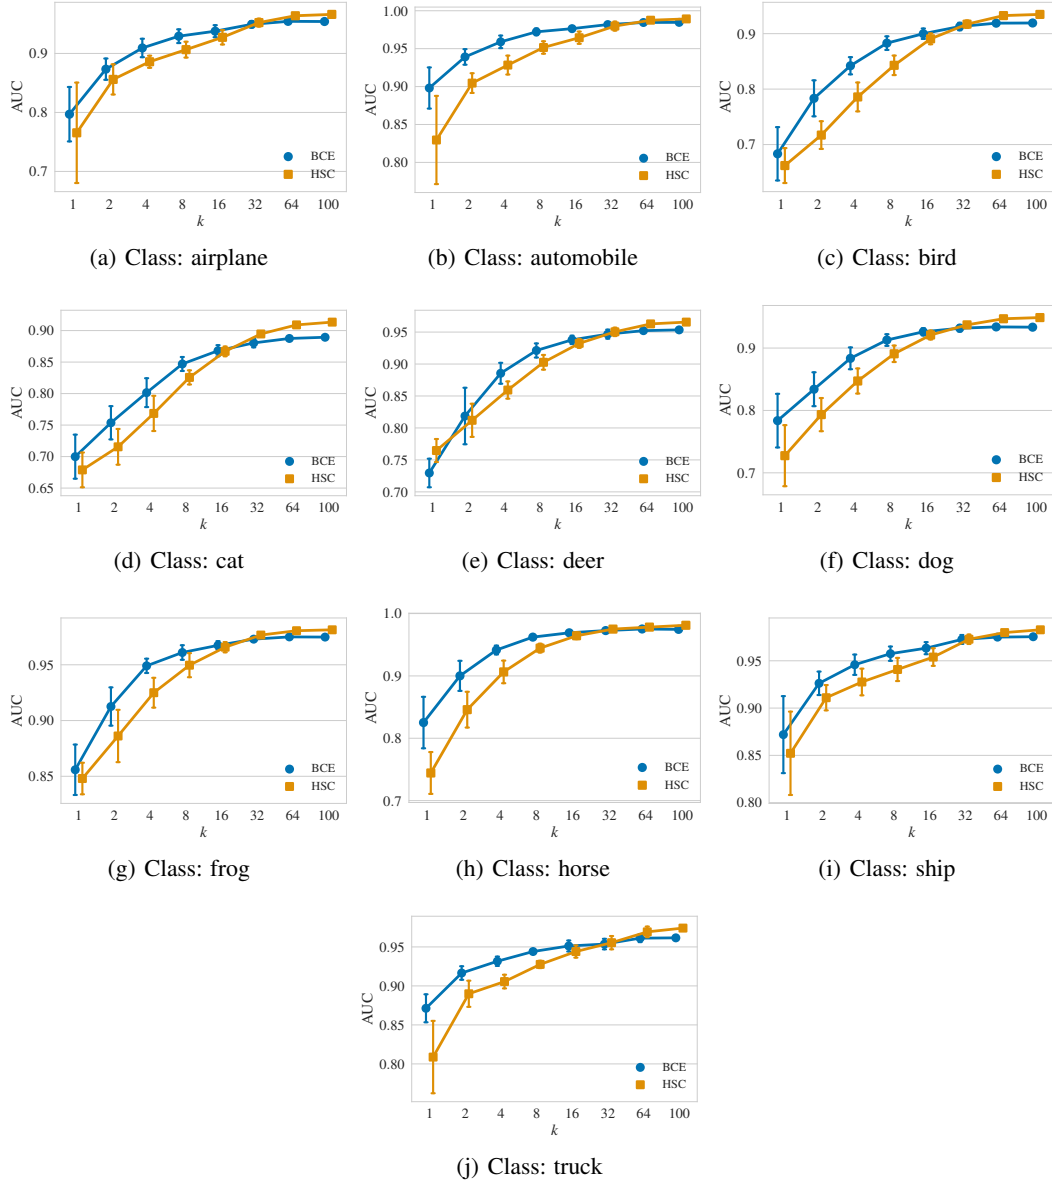 AUC
0.9
0.8
0.7
BCE
HSC
1 2 4 8 16 32 64 100
k
(a) Class: airplane
AUC
1.00
0.95
0.90
0.85
0.80
BCE
HSC
1 2 4 8 16 32 64 100
k
(b) Class: automobile
AUC
0.9
0.8
0.7
BCE
HSC
1 2 4 8 16 32 64 100
k
(c) Class: bird
AUC
0.90
0.85
0.80
0.75
0.70
0.65
BCE
HSC
1 2 4 8 16 32 64 100
k
(d) Class: cat
AUC
0.95
0.90
0.85
0.80
0.75
0.70
BCE
HSC
1 2 4 8 16 32 64 100
k
(e) Class: deer
AUC
0.9
0.8
0.7
BCE
HSC
1 2 4 8 16 32 64 100
k
(f) Class: dog
AUC
0.95
0.90
0.85
BCE
HSC
1 2 4 8 16 32 64 100
k
(g) Class: frog
AUC
1.0
0.9
0.8
0.7
BCE
HSC
1 2 4 8 16 32 64 100
k
(h) Class: horse
AUC
0.95
0.90
0.85
0.80
BCE
HSC
1 2 4 8 16 32 64 100
k
(i) Class: ship
AUC
0.95
0.90
0.85
0.80
BCE
HSC
1 2 4 8 16 32 64 100
k
(j) Class: truck